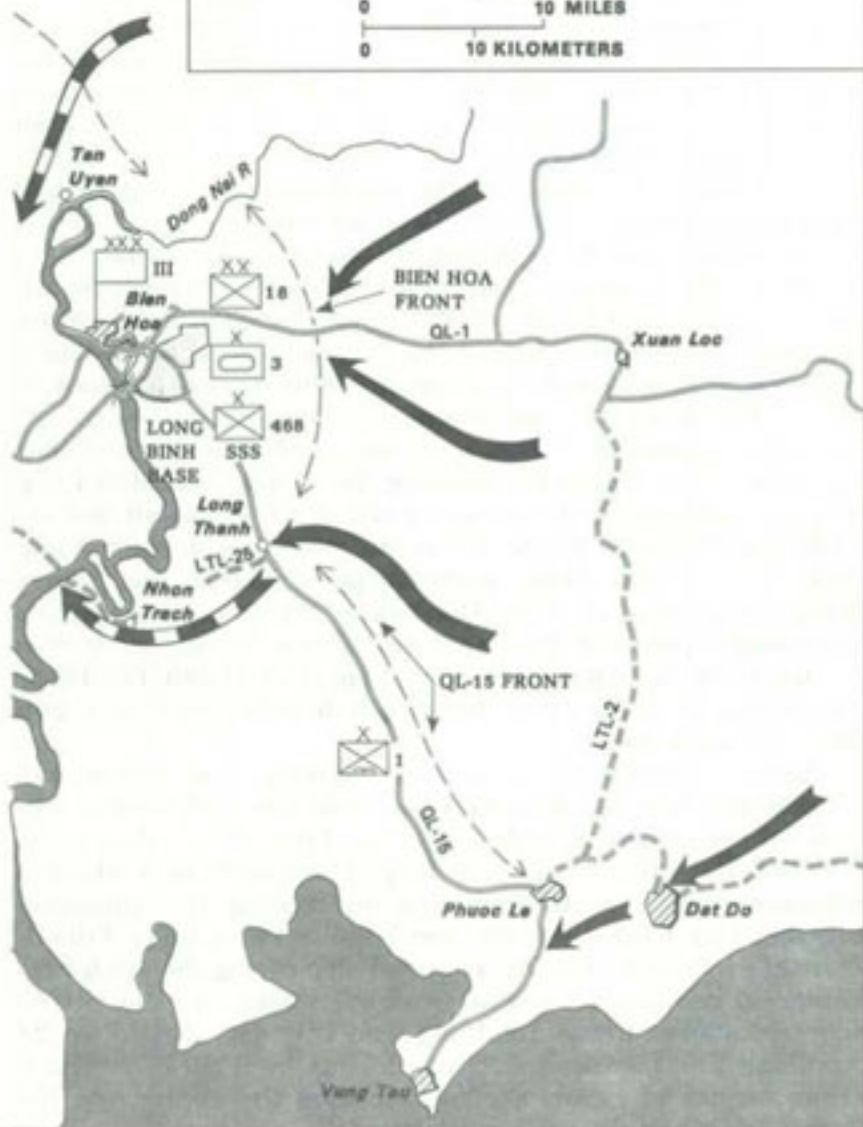 0 10 MILES
0 10 KILOMETERS
Tan
Uyen
Dong Nai R
XXX
III
XX
18
BIEN HOA
FRONT
Bien
Hoa
QL-1
Xuan Loc
X
3
X
468
SSS
LONG
BINH
BASE
Long
Thanh
LTL-25
Nhon
Trach
QL-15 FRONT
LTL-2
X
1
QL-15
Phuoc Le
Dat Do
Vung Tau